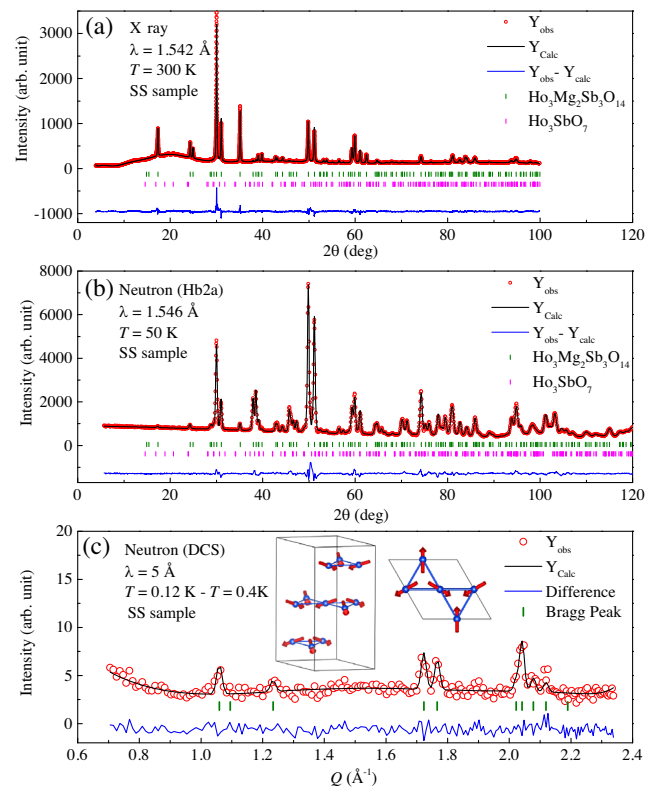 (a)
X ray
λ = 1.542 Å
T = 300 K
SS sample
Y_obs
Y_Calc
Y_obs- Y_calc
Ho_3Mg_2Sb_3O_14
Ho_3SbO_7
Intensity (arb. unit)
3000
2000
1000
0
-1000
0 20 40 60 80 100 120
2θ (deg)
(b)
Neutron (Hb2a)
λ = 1.546 Å
T = 50 K
SS sample
Y_obs
Y_Calc
Y_obs- Y_calc
Ho_3Mg_2Sb_3O_14
Ho_3SbO_7
Intensity (arb. unit)
8000
6000
4000
2000
0
0 20 40 60 80 100 120
2θ (deg)
(c)
Neutron (DCS)
λ = 5 Å
T = 0.12 K - T = 0.4K
SS sample
Y_obs
Y_Calc
Difference
Bragg Peak
Intensity (arb. unit)
20
15
10
5
0
0.6 0.8 1.0 1.2 1.4 1.6 1.8 2.0 2.2 2.4
Q (Å^-1)